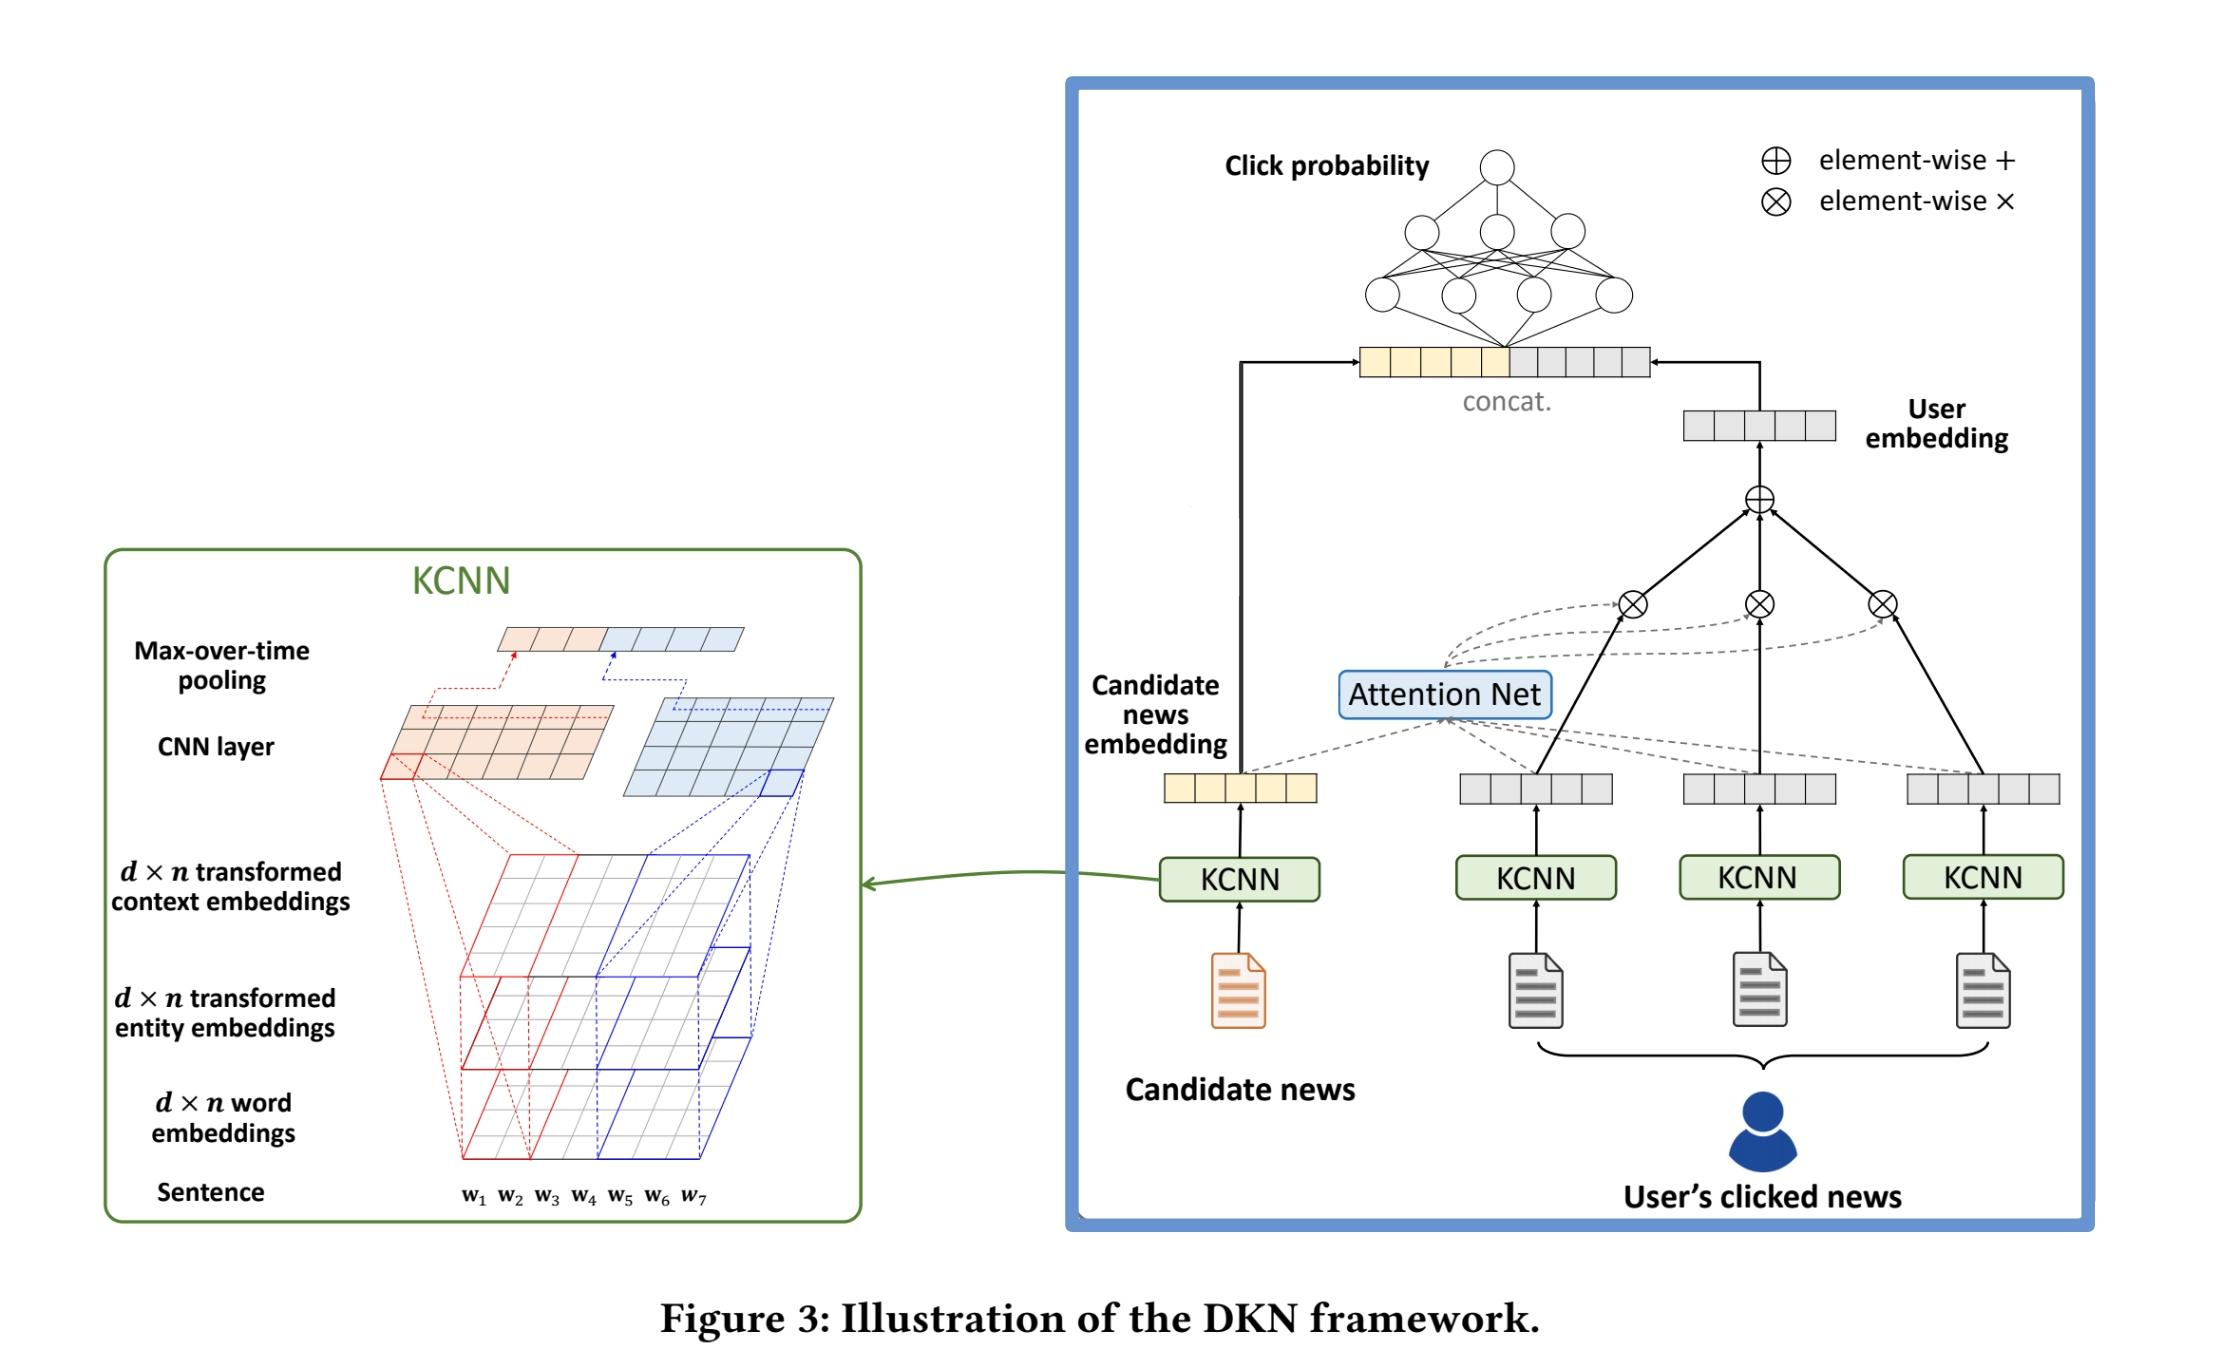 Click probability
⊕ element-wise +
⊗ element-wise ×
concat.
User
embedding
Candidate
news
embedding
Attention Net
KCNN
KCNN
KCNN
KCNN
Candidate news
User’s clicked news
KCNN
Max-over-time
pooling
CNN layer
d × n transformed
context embeddings
d × n transformed
entity embeddings
d × n word
embeddings
Sentence
w₁ w₂ w₃ w₄ w₅ w₆ w₇
Figure 3: Illustration of the DKN framework.